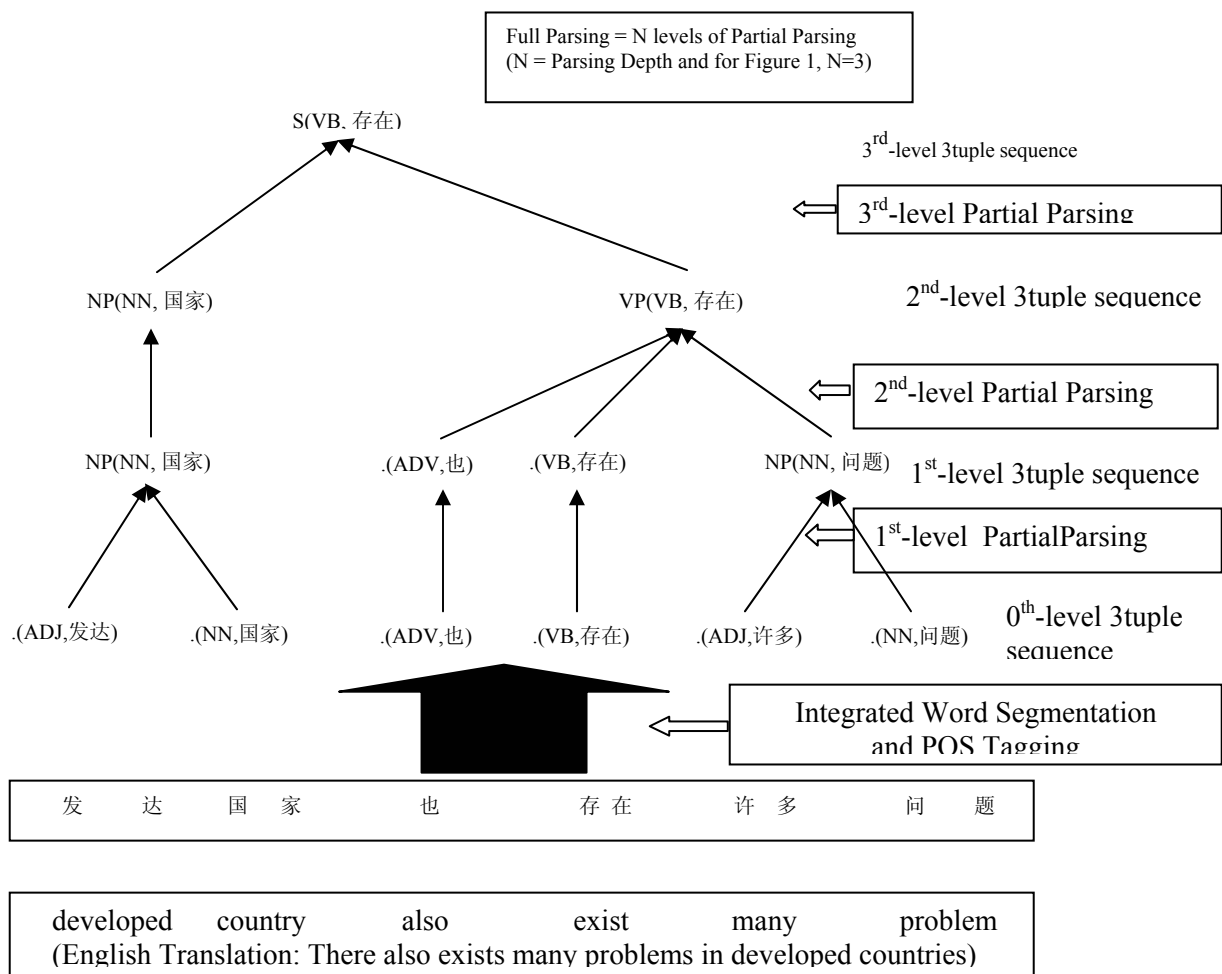 Full Parsing = N levels of Partial Parsing
(N = Parsing Depth and for Figure 1, N=3)
S(VB, 存在)
3rd-level 3tuple sequence
3rd-level Partial Parsing
NP(NN, 国家)
VP(VB, 存在)
2nd-level 3tuple sequence
2nd-level Partial Parsing
NP(NN, 国家)
.(ADV,也)
.(VB,存在)
NP(NN, 问题)
1st-level 3tuple sequence
1st-level PartialParsing
.(ADJ,发达)
.(NN,国家)
.(ADV,也)
.(VB,存在)
.(ADJ,许多)
.(NN,问题)
0th-level 3tuple
sequence
Integrated Word Segmentation
and POS Tagging
发 达 国 家 也 存 在 许 多 问 题
developed country also exist many problem
(English Translation: There also exists many problems in developed countries)